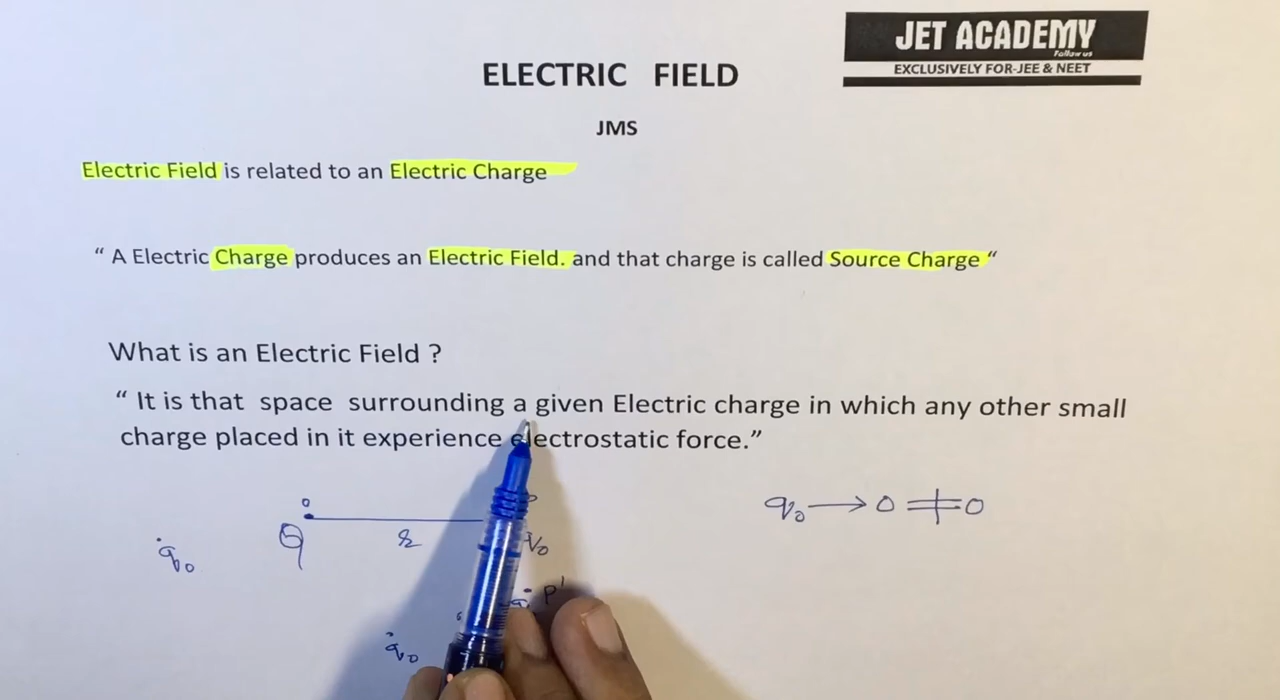 JET ACADEMY
Follow us
EXCLUSIVELY FOR-JEE & NEET
ELECTRIC FIELD
JMS
Electric Field is related to an Electric Charge
“ A Electric Charge produces an Electric Field. and that charge is called Source Charge “
What is an Electric Field ?
“ It is that space surrounding a given Electric charge in which any other small
charge placed in it experience electrostatic force.”
q₀ → 0 ≠ 0
o
Q
r
q₀
P'
q₀